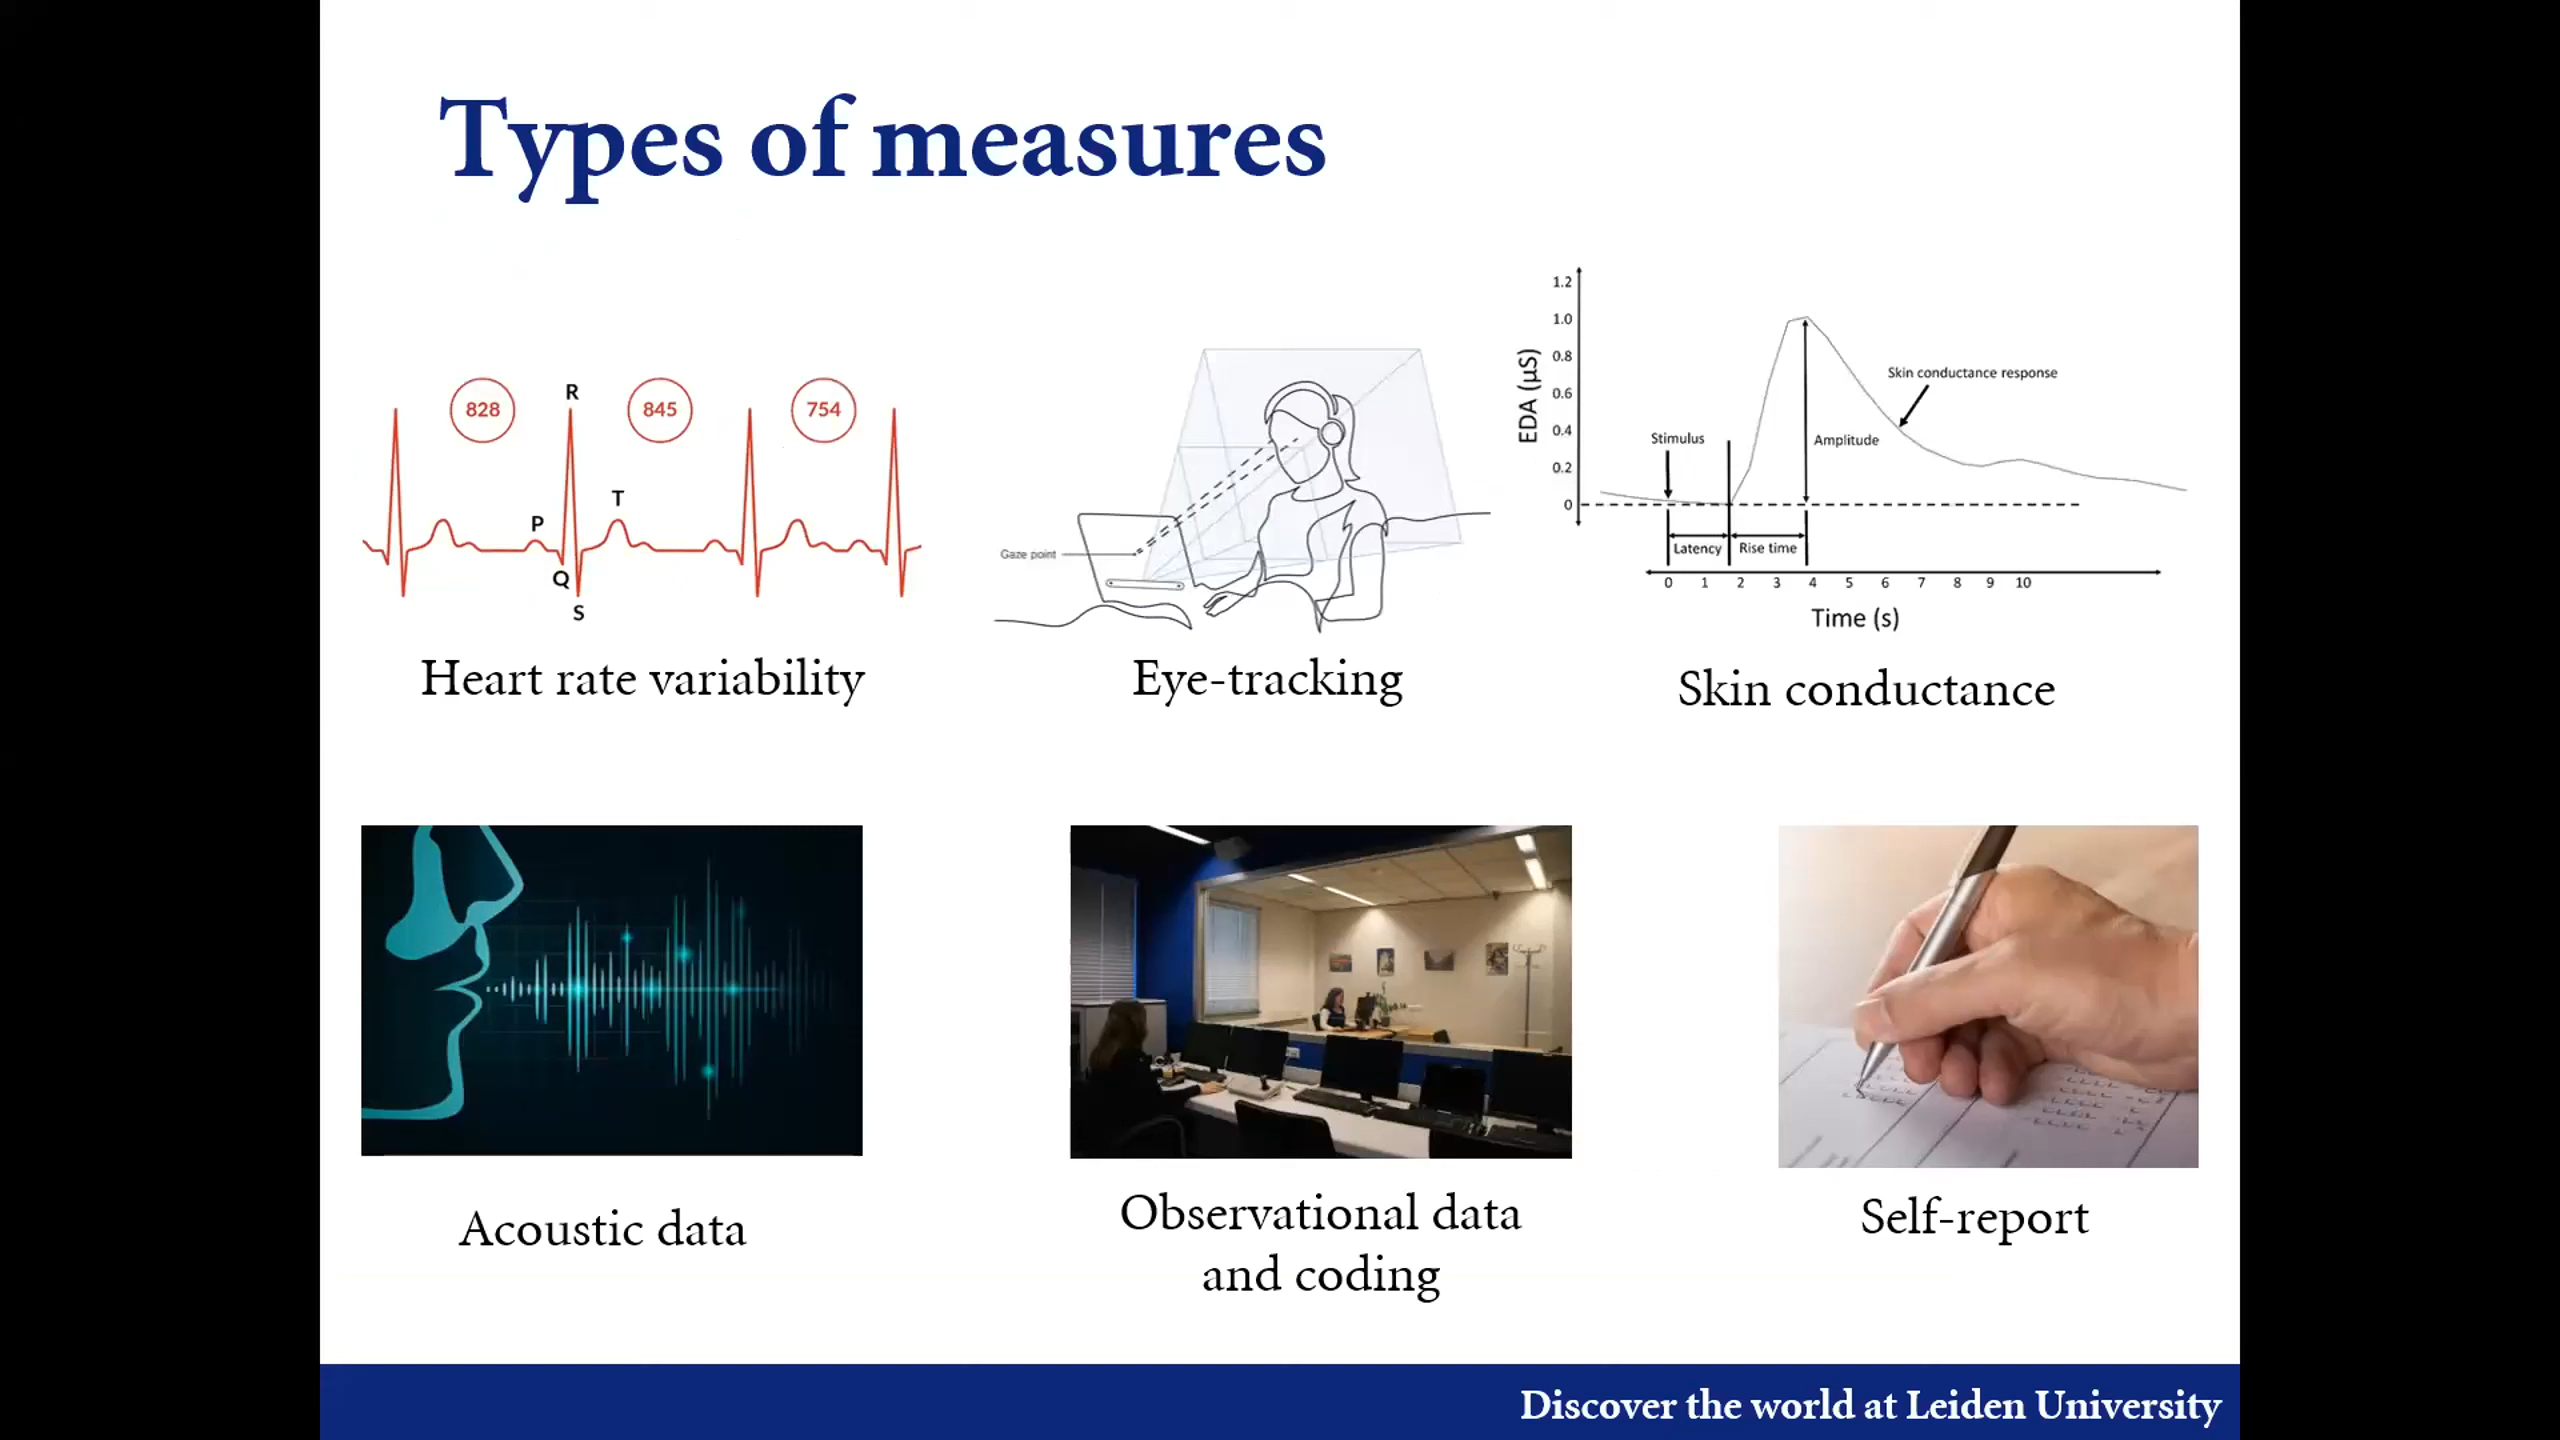 Types of measures
828
R
845
754
P
T
Q
S
Heart rate variability
Gaze point
Eye-tracking
EDA (µS)
1.2
1.0
0.8
0.6
0.4
0.2
0
Skin conductance response
Stimulus
Amplitude
Latency
Rise time
0 1 2 3 4 5 6 7 8 9 10
Time (s)
Skin conductance
Acoustic data
Observational data
and coding
Self-report
Discover the world at Leiden University